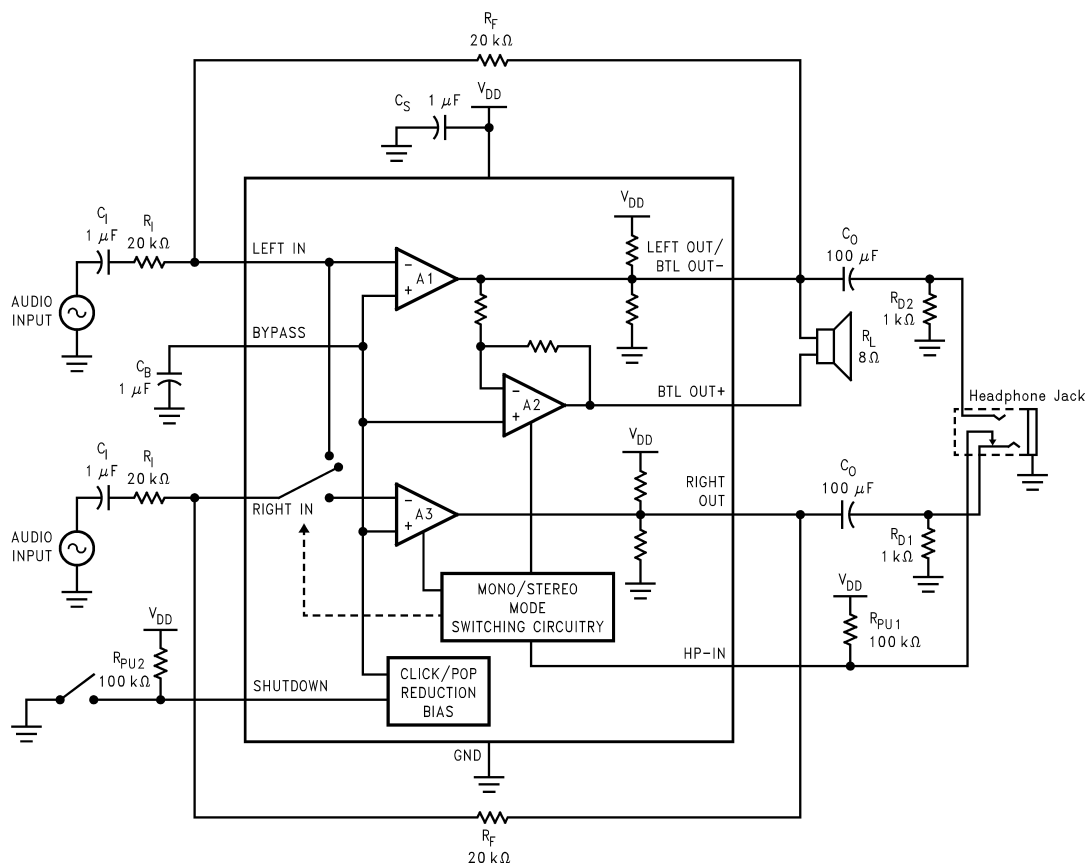 R_F
20 kΩ
V_DD
C_S 1 μF
V_DD
C_I
1 μF
R_I
20 kΩ
LEFT IN
LEFT OUT/
BTL OUT-
C_O
100 μF
-
A1
+
AUDIO
INPUT
R_D2
1 kΩ
BYPASS
R_L
8Ω
C_B
1 μF
-
A2
+
BTL OUT+
Headphone Jack
V_DD
C_I
1 μF
R_I
20 kΩ
RIGHT
OUT
C_O
100 μF
RIGHT IN
-
A3
+
AUDIO
INPUT
R_D1
1 kΩ
MONO/STEREO
MODE
SWITCHING CIRCUITRY
V_DD
R_PU1
100 kΩ
V_DD
HP-IN
R_PU2
100 kΩ
SHUTDOWN
CLICK/POP
REDUCTION
BIAS
GND
R_F
20 kΩ